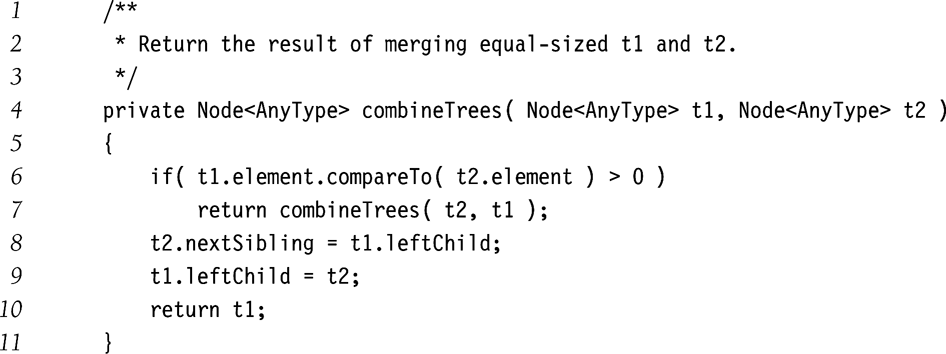 1 /**
2 * Return the result of merging equal-sized t1 and t2.
3 */
4 private Node<AnyType> combineTrees( Node<AnyType> t1, Node<AnyType> t2 )
5 {
6 if( t1.element.compareTo( t2.element ) > 0 )
7 return combineTrees( t2, t1 );
8 t2.nextSibling = t1.leftChild;
9 t1.leftChild = t2;
10 return t1;
11 }